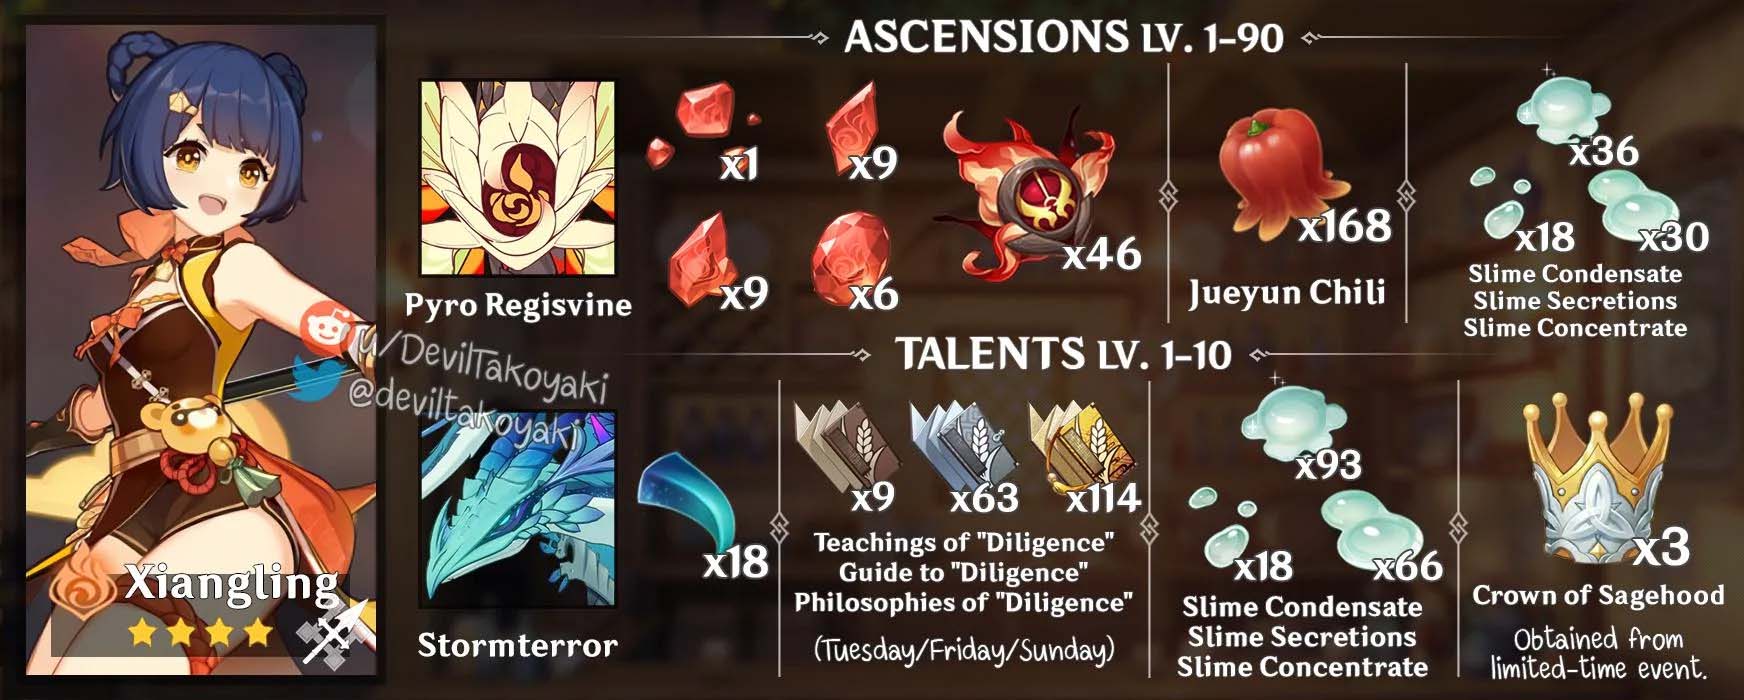 ASCENSIONS LV. 1-90
x1
x9
x9
x6
Pyro Regisvine
x46
x168
Jueyun Chili
x36
x18
x30
Slime Condensate
Slime Secretions
Slime Concentrate
u/DevilTakoyaki
@deviltakoyaki
TALENTS LV. 1-10
Stormterror
x18
x9
x63
x114
Teachings of "Diligence"
Guide to "Diligence"
Philosophies of "Diligence"
(Tuesday/Friday/Sunday)
x93
x18
x66
Slime Condensate
Slime Secretions
Slime Concentrate
x3
Crown of Sagehood
Obtained from
limited-time event.
Xiangling